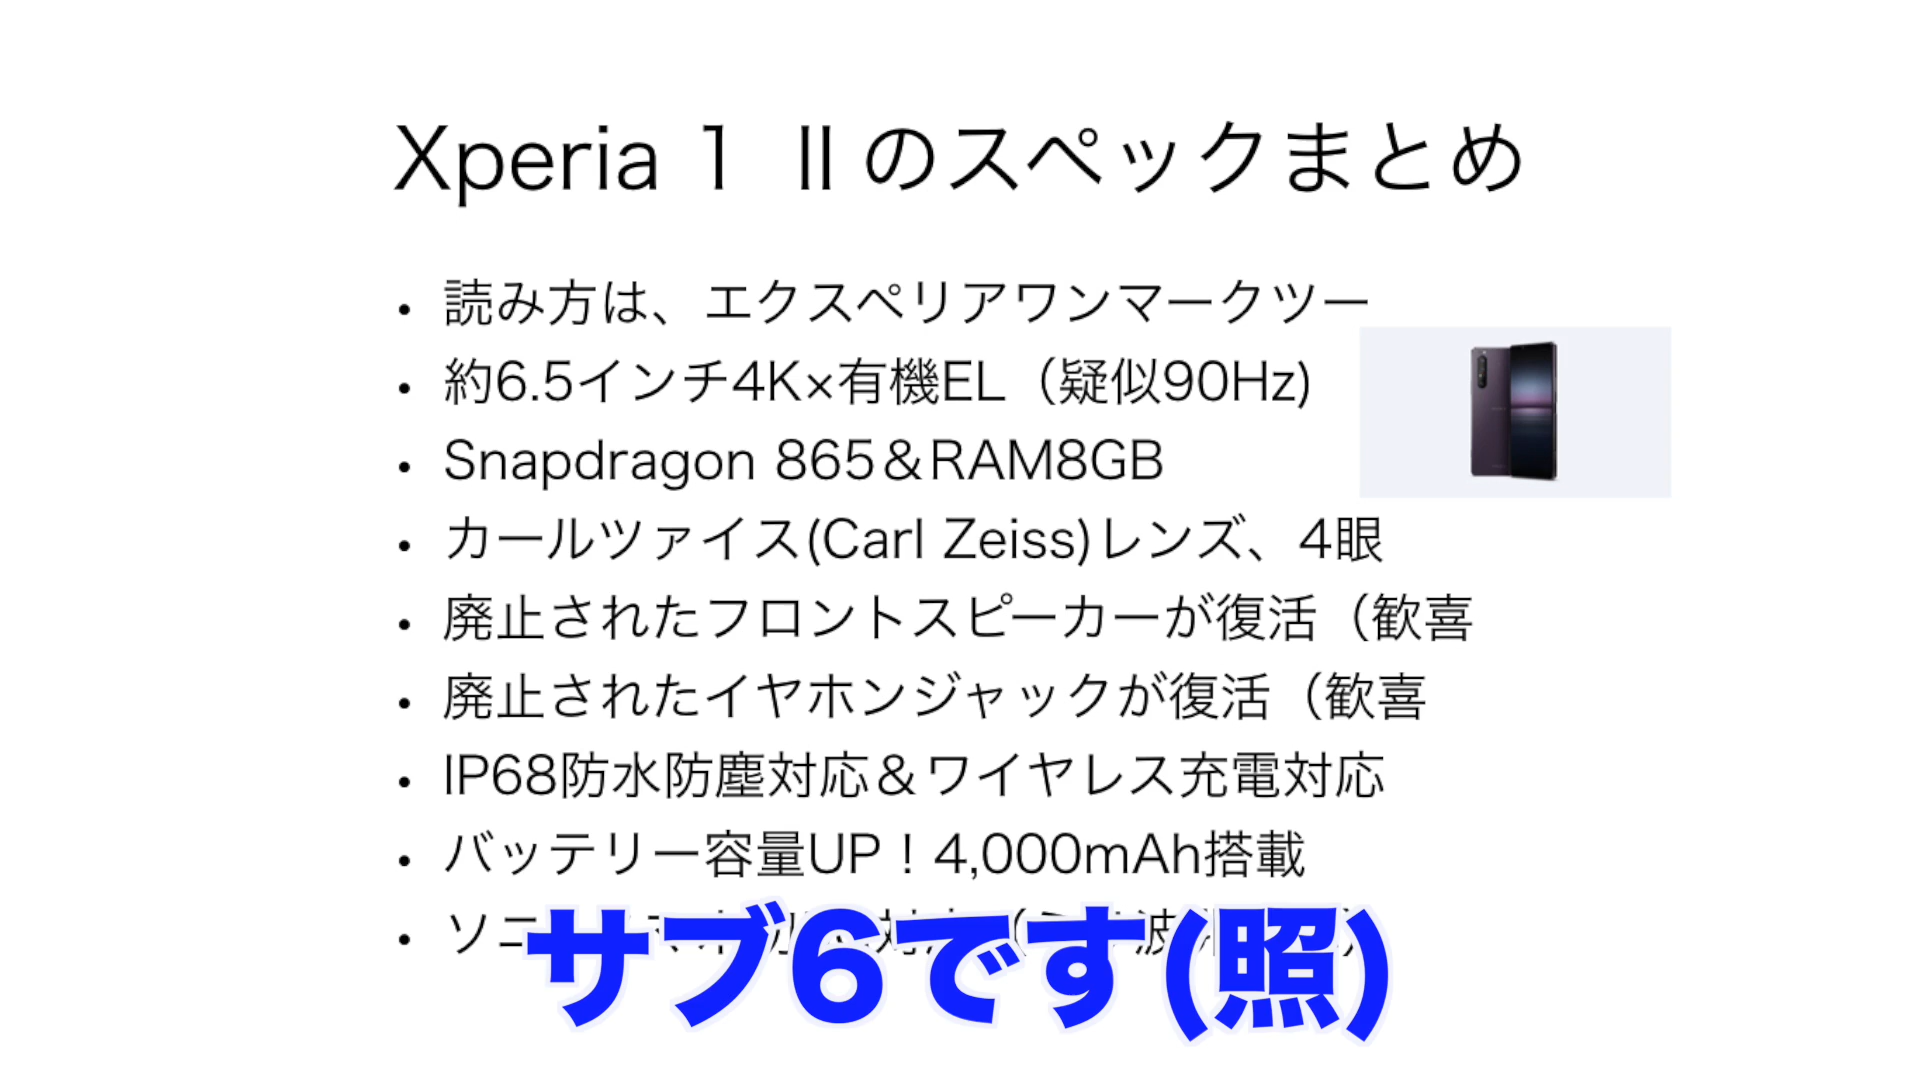 Xperia 1 II のスペックまとめ
・読み方は、エクスペリアワンマークツー
・約6.5インチ4K×有機EL（疑似90Hz)
・Snapdragon 865＆RAM8GB
・カールツァイス(Carl Zeiss)レンズ、4眼
・廃止されたフロントスピーカーが復活（歓喜
・廃止されたイヤホンジャックが復活（歓喜
・IP68防水防塵対応＆ワイヤレス充電対応
・バッテリー容量UP！4,000mAh搭載
・ソニー
サブ6です(照)